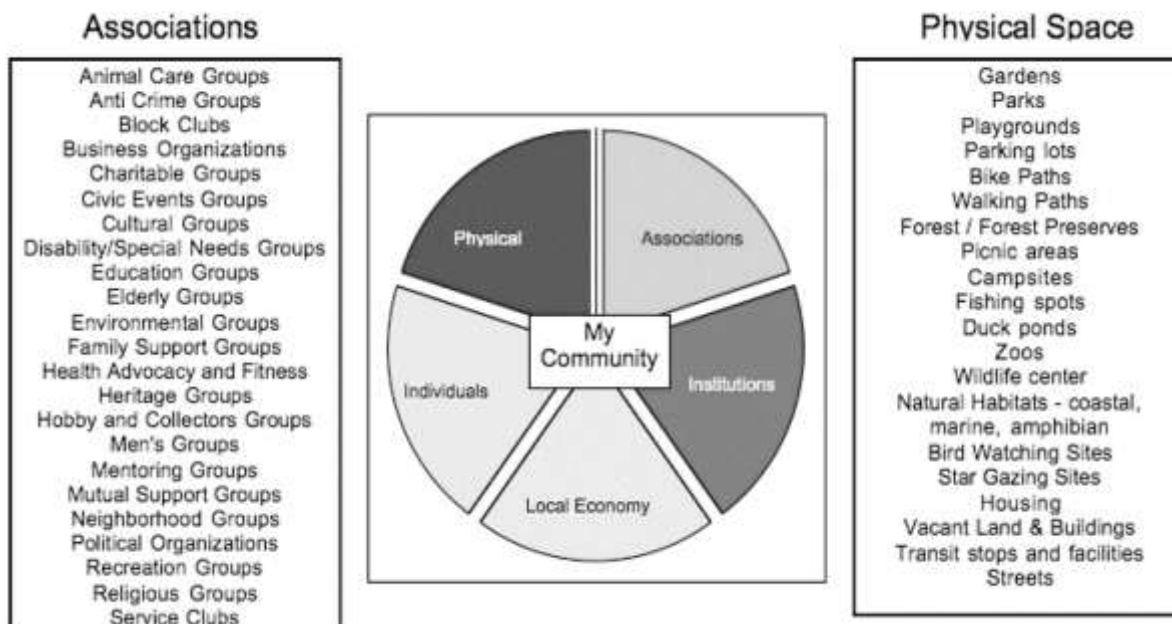 Associations
Animal Care Groups
Anti Crime Groups
Block Clubs
Business Organizations
Charitable Groups
Civic Events Groups
Cultural Groups
Disability/Special Needs Groups
Education Groups
Elderly Groups
Environmental Groups
Family Support Groups
Health Advocacy and Fitness
Heritage Groups
Hobby and Collectors Groups
Men's Groups
Mentoring Groups
Mutual Support Groups
Neighborhood Groups
Political Organizations
Recreation Groups
Religious Groups
Service Clubs
Physical
Associations
My
Community
Individuals
Institutions
Local Economy
Physical Space
Gardens
Parks
Playgrounds
Parking lots
Bike Paths
Walking Paths
Forest / Forest Preserves
Picnic areas
Campsites
Fishing spots
Duck ponds
Zoos
Wildlife center
Natural Habitats - coastal,
marine, amphibian
Bird Watching Sites
Star Gazing Sites
Housing
Vacant Land & Buildings
Transit stops and facilities
Streets